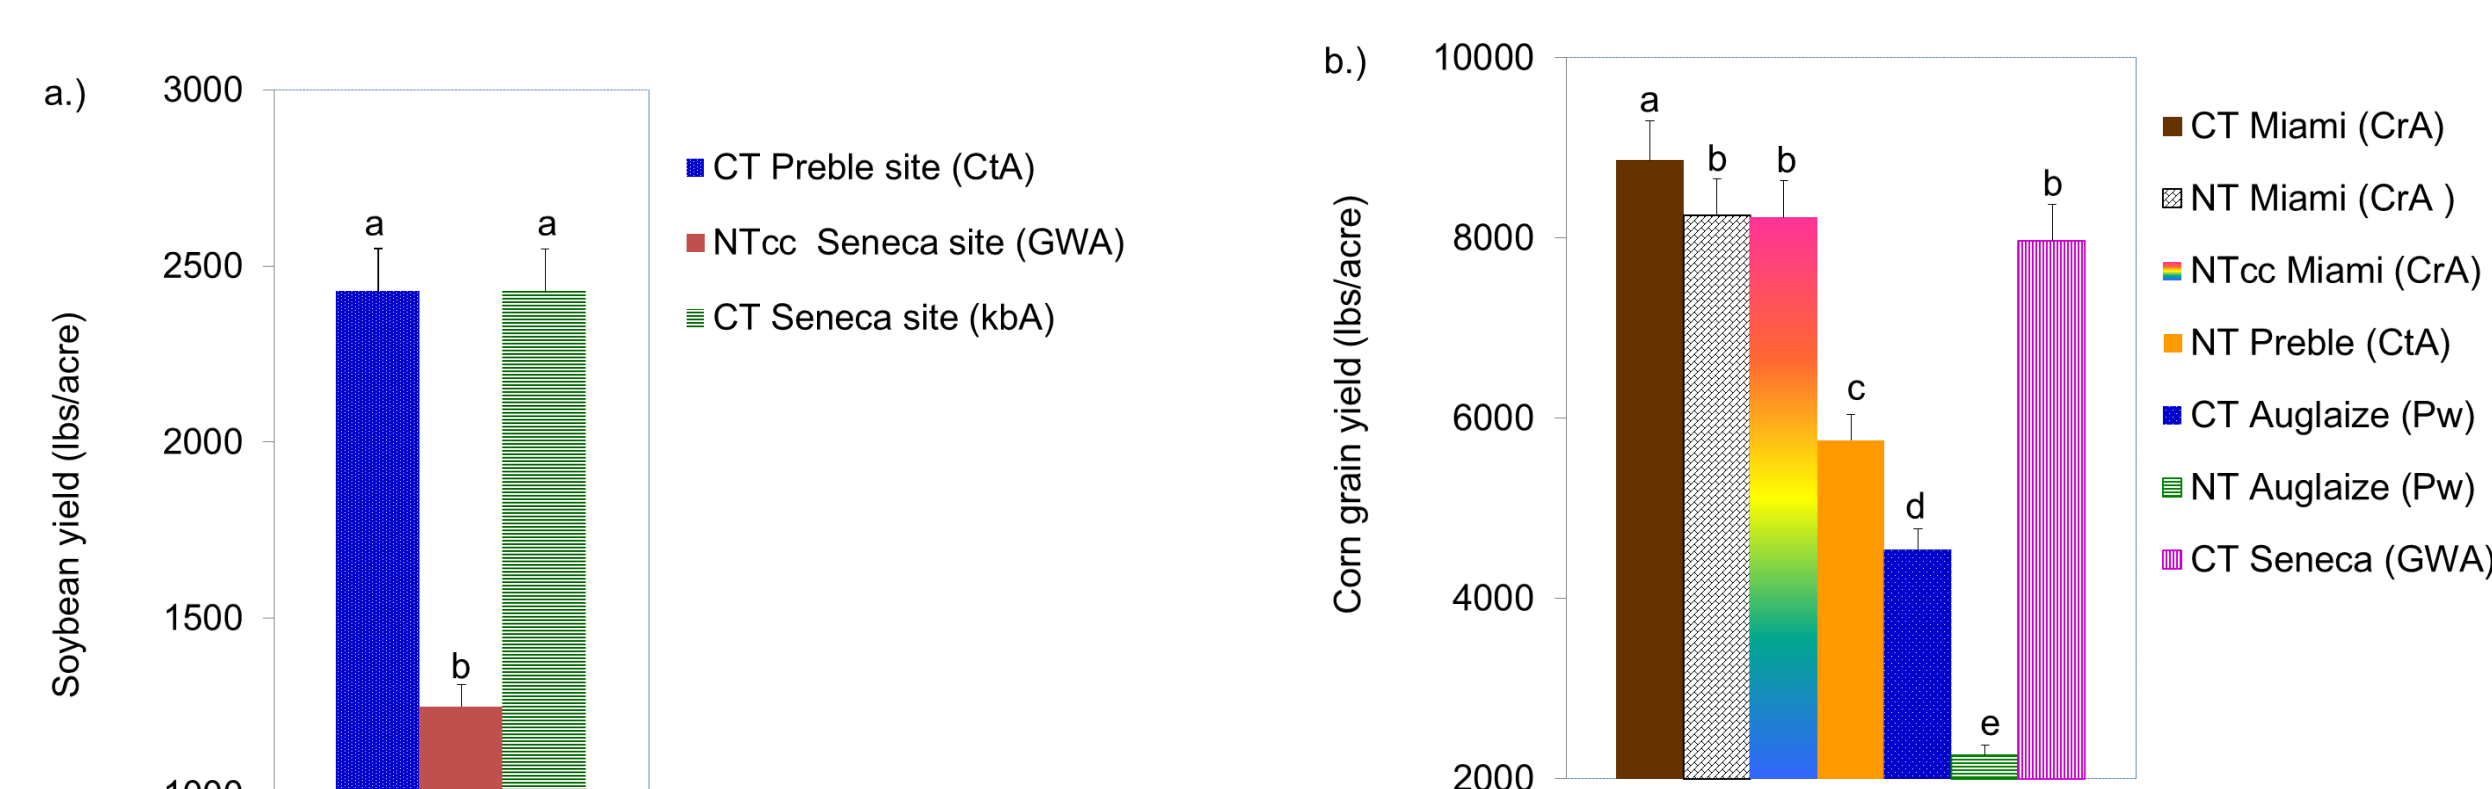 a.)
3000
2500
2000
1500
1000
Soybean yield (lbs/acre)
a
b
a
CT Preble site (CtA)
NTcc  Seneca site (GWA)
CT Seneca site (kbA)
b.)
10000
8000
6000
4000
2000
Corn grain yield (lbs/acre)
a
b
b
c
d
e
b
CT Miami (CrA)
NT Miami (CrA )
NTcc Miami (CrA)
NT Preble (CtA)
CT Auglaize (Pw)
NT Auglaize (Pw)
CT Seneca (GWA)